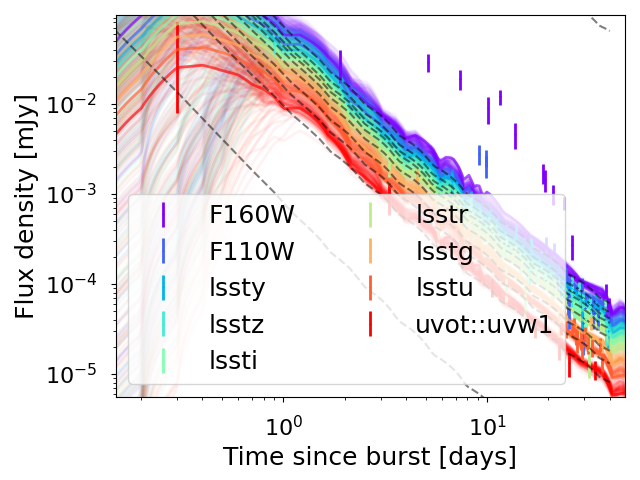 Flux density [mJy]
10⁻²
10⁻³
10⁻⁴
10⁻⁵
F160W
F110W
lssty
lsstz
lssti
lsstr
lsstg
lsstu
uvot::uvw1
10⁰
10¹
Time since burst [days]